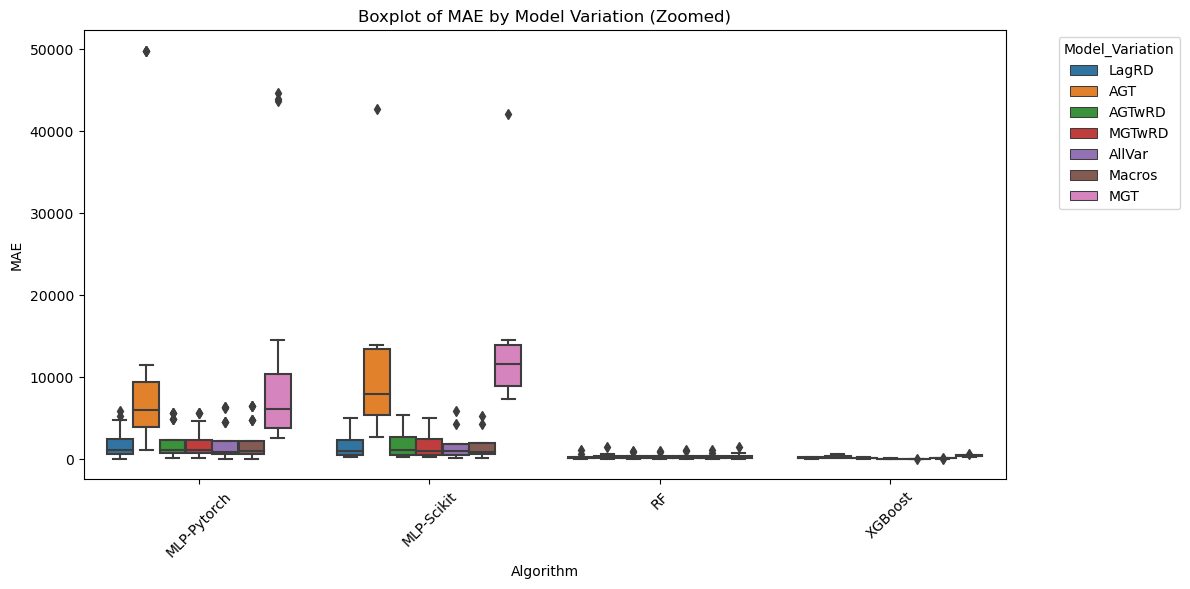 Boxplot of MAE by Model Variation (Zoomed)
MAE
50000
40000
30000
20000
10000
0
MLP-Pytorch
MLP-Scikit
RF
XGBoost
Algorithm
Model_Variation
LagRD
AGT
AGTwRD
MGTwRD
AllVar
Macros
MGT